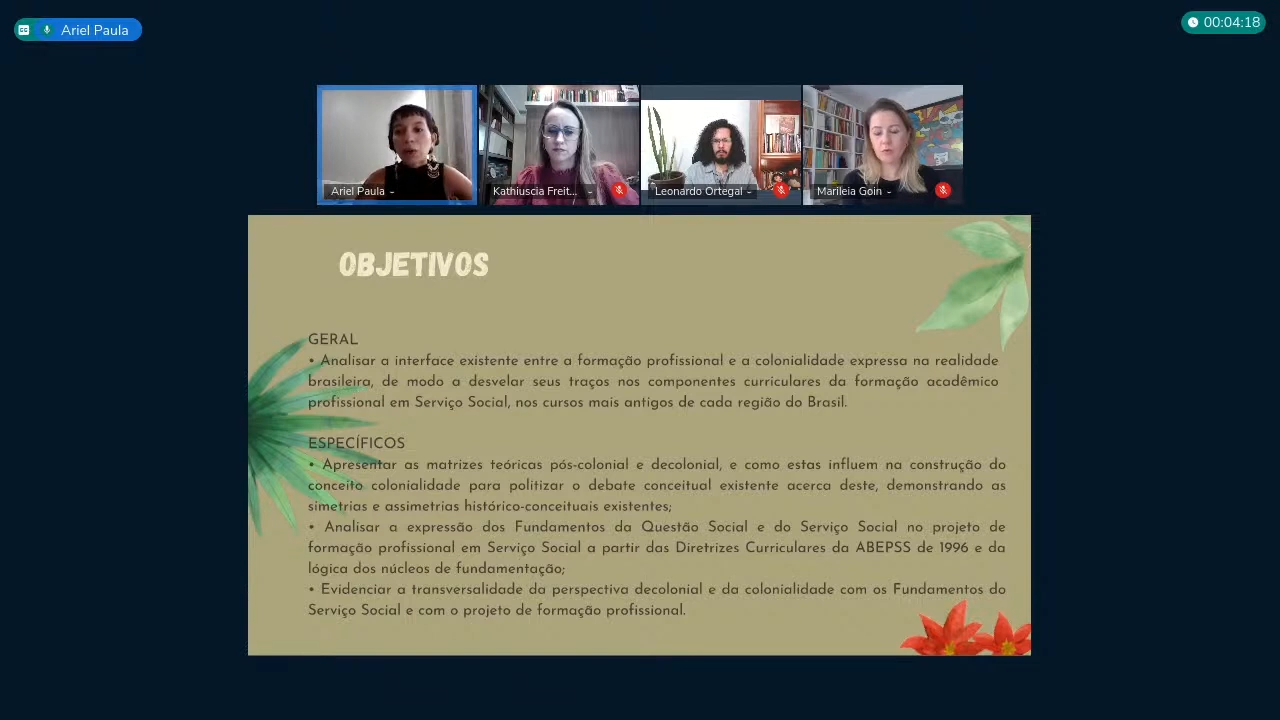 Ariel Paula
00:04:18
Ariel Paula
Kathiuscia Freit...
Leonardo Ortegal
Marileia Goin
OBJETIVOS
GERAL
• Analisar a interface existente entre a formação profissional e a colonialidade expressa na realidade
brasileira, de modo a desvelar seus traços nos componentes curriculares da formação acadêmico
profissional em Serviço Social, nos cursos mais antigos de cada região do Brasil.
ESPECÍFICOS
• Apresentar as matrizes teóricas pós-colonial e decolonial, e como estas influem na construção do
conceito colonialidade para politizar o debate conceitual existente acerca deste, demonstrando as
simetrias e assimetrias histórico-conceituais existentes;
• Analisar a expressão dos Fundamentos da Questão Social e do Serviço Social no projeto de
formação profissional em Serviço Social a partir das Diretrizes Curriculares da ABEPSS de 1996 e da
lógica dos núcleos de fundamentação;
• Evidenciar a transversalidade da perspectiva decolonial e da colonialidade com os Fundamentos do
Serviço Social e com o projeto de formação profissional.